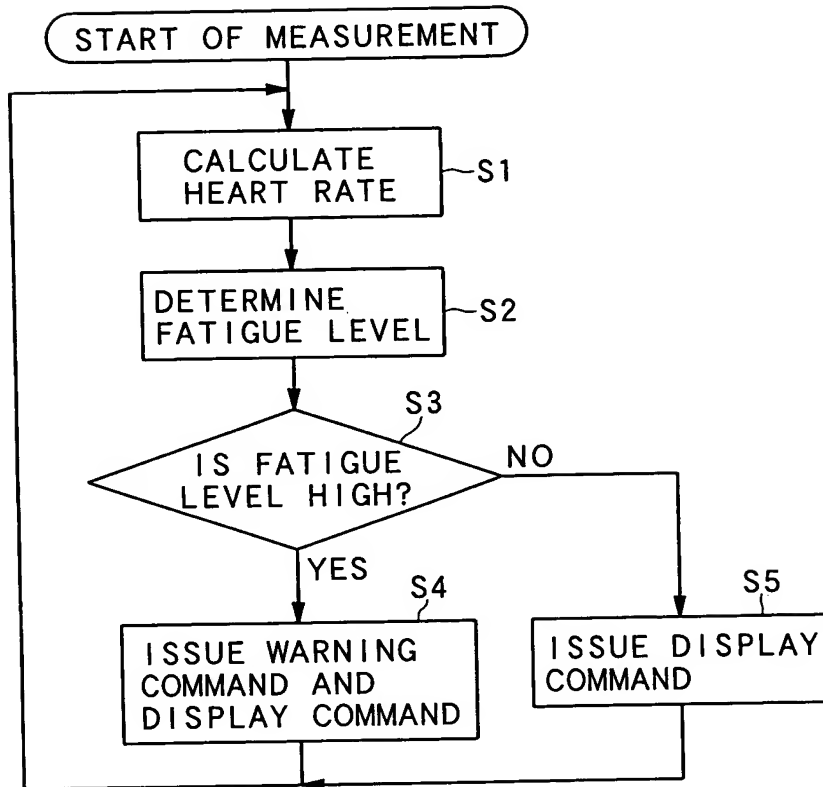 START OF MEASUREMENT
CALCULATE
HEART RATE
S1
DETERMINE
FATIGUE LEVEL
S2
S3
IS FATIGUE
LEVEL HIGH?
NO
YES
S4
ISSUE WARNING
COMMAND AND
DISPLAY COMMAND
S5
ISSUE DISPLAY
COMMAND